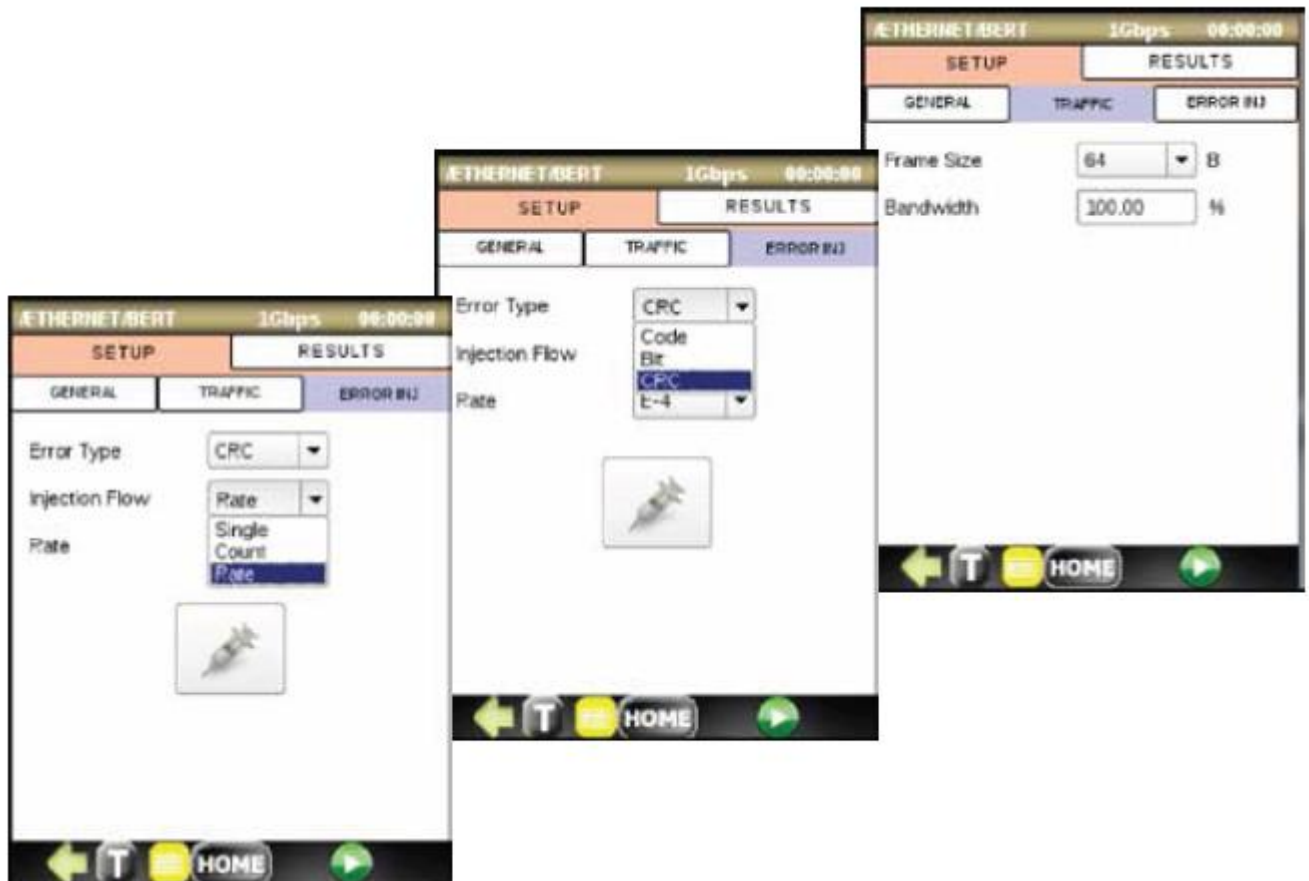 ÆTHERNET/BERT 1Gbps 00:00:00
SETUP RESULTS
GENERAL TRAFFIC ERROR INJ
Error Type CRC
Injection Flow Rate
Single
Rate Count
Rate
T HOME
ÆTHERNET/BERT 1Gbps 00:00:00
SETUP RESULTS
GENERAL TRAFFIC ERROR INJ
Error Type CRC
Code
Injection Flow Bit
CRC
Rate E-4
T HOME
ÆTHERNET/BERT 1Gbps 00:00:00
SETUP RESULTS
GENERAL TRAFFIC ERROR INJ
Frame Size 64 B
Bandwidth 100.00 %
T HOME